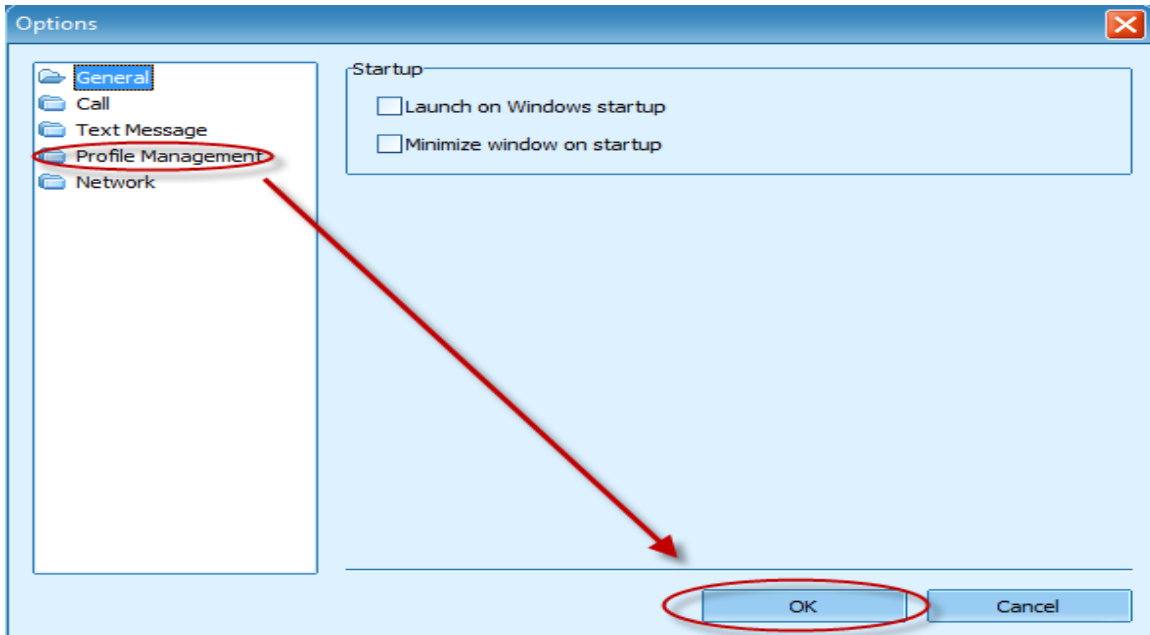 Options
General
Call
Text Message
Profile Management
Network
Startup
Launch on Windows startup
Minimize window on startup
OK
Cancel